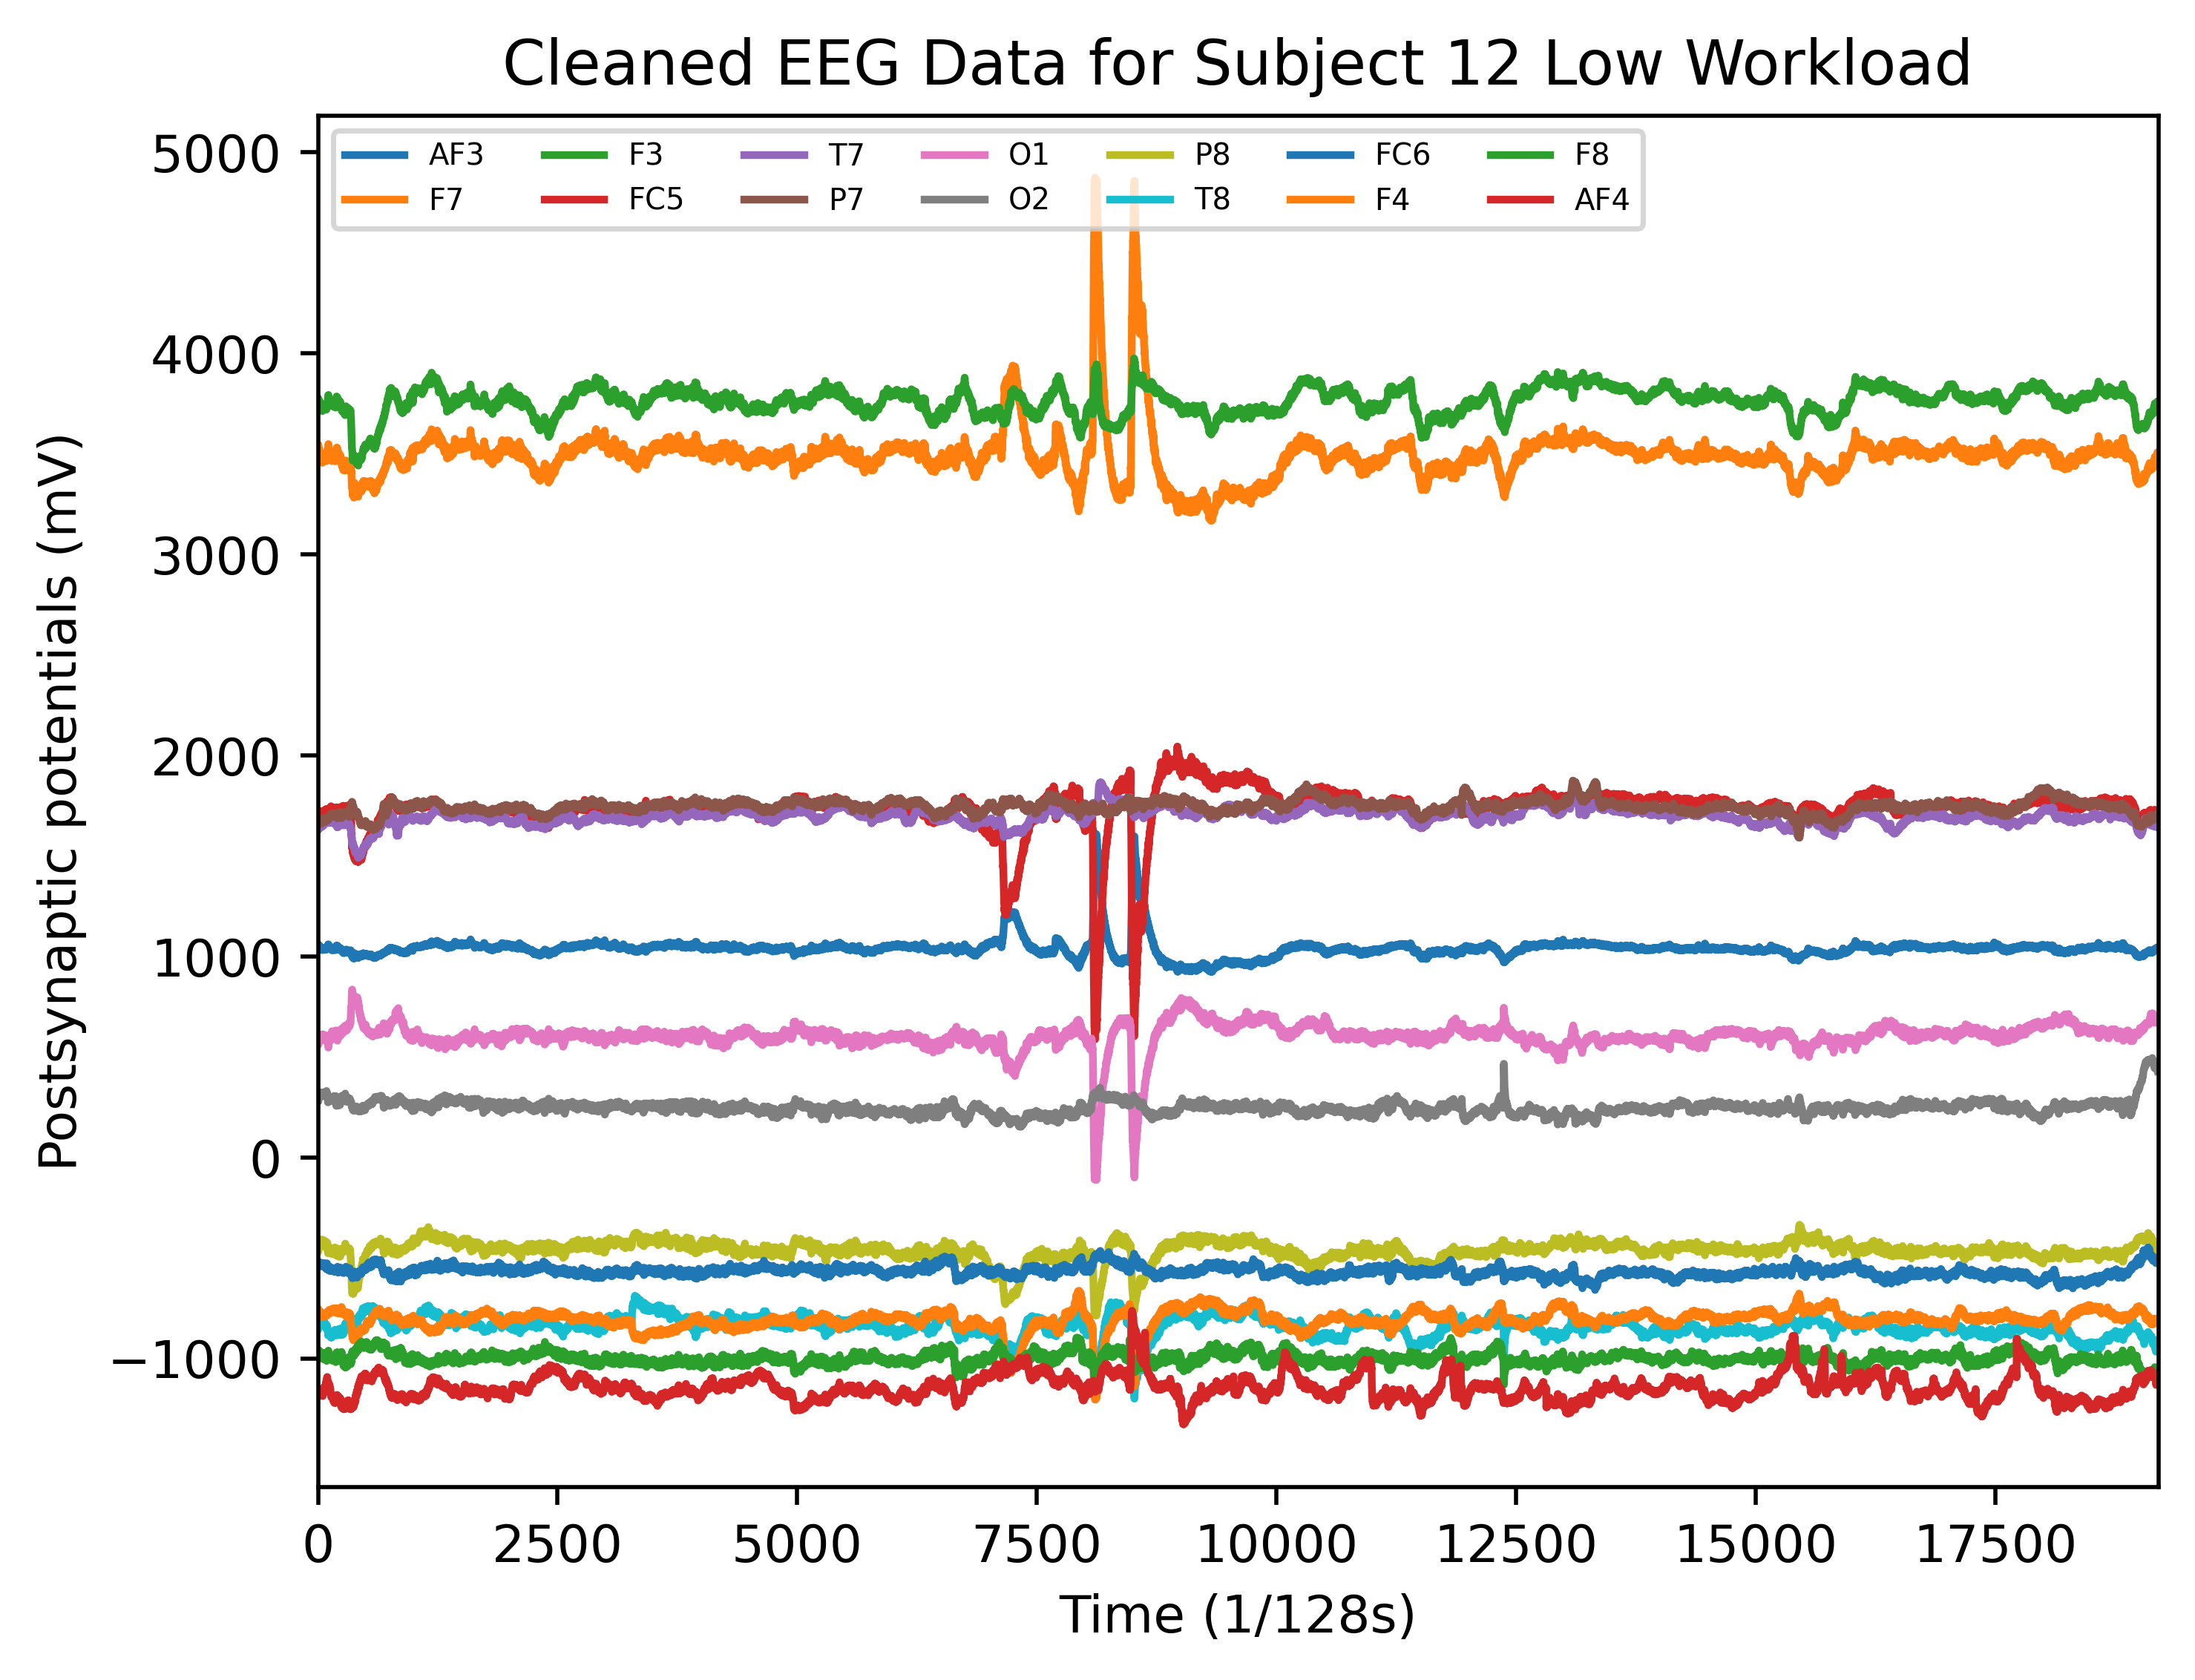 Cleaned EEG Data for Subject 12 Low Workload
AF3 F3 T7 O1 P8 FC6 F8
F7 FC5 P7 O2 T8 F4 AF4
5000
4000
3000
2000
1000
0
−1000
Postsynaptic potentials (mV)
0 2500 5000 7500 10000 12500 15000 17500
Time (1/128s)